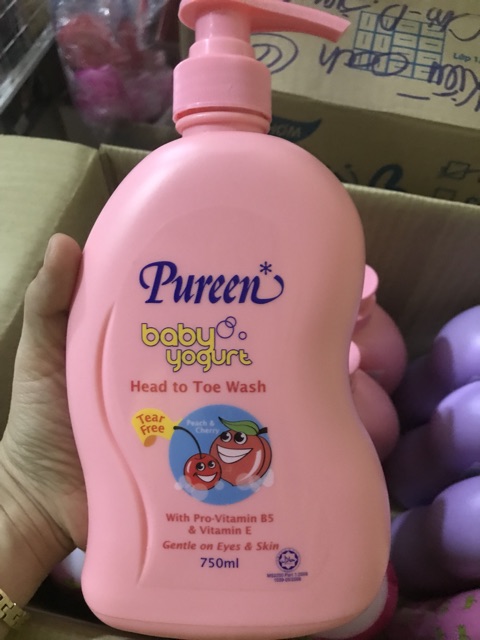 Pureen*
baby
yogurt
Head to Toe Wash
Tear
Free
Peach &
Cherry
With Pro-Vitamin B5
& Vitamin E
Gentle on Eyes & Skin
750ml